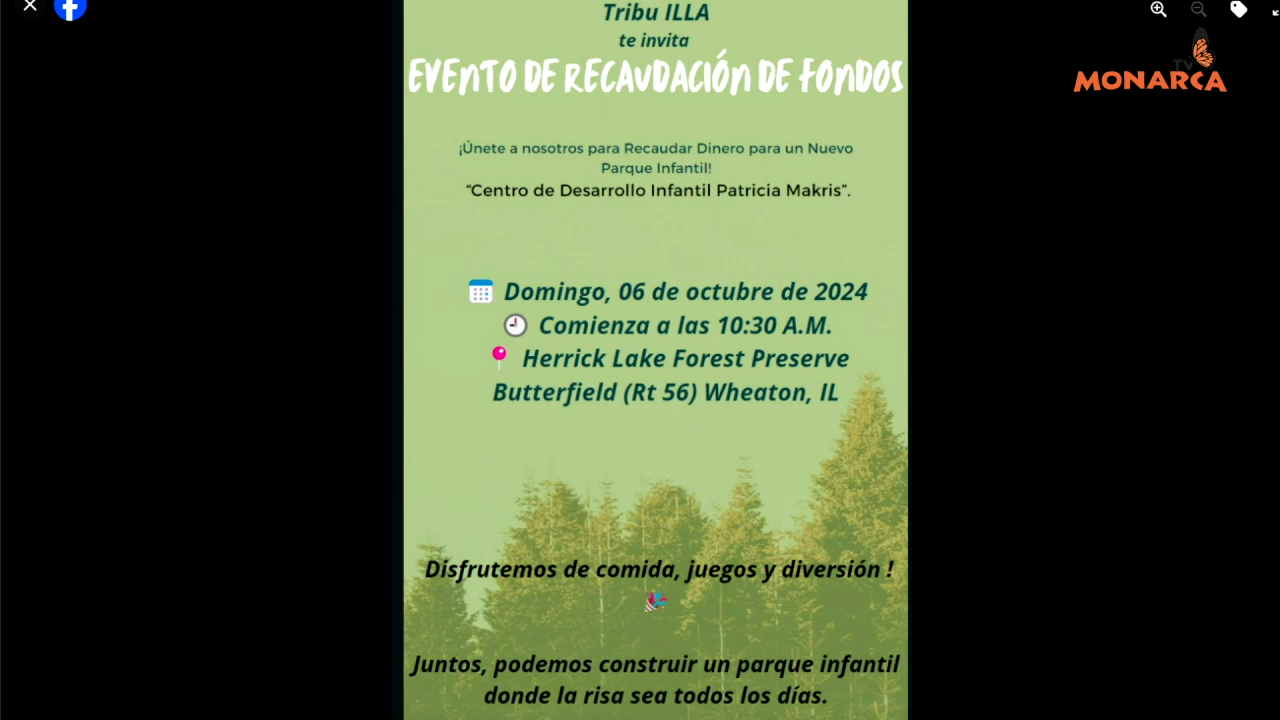 Tribu ILLA
te invita
EVENTO DE RECAUDACIÓN DE FONDOS
TV
MONARCA
¡Únete a nosotros para Recaudar Dinero para un Nuevo
Parque Infantil!
“Centro de Desarrollo Infantil Patricia Makris”.
Domingo, 06 de octubre de 2024
Comienza a las 10:30 A.M.
Herrick Lake Forest Preserve
Butterfield (Rt 56) Wheaton, IL
Disfrutemos de comida, juegos y diversión !
Juntos, podemos construir un parque infantil
donde la risa sea todos los días.